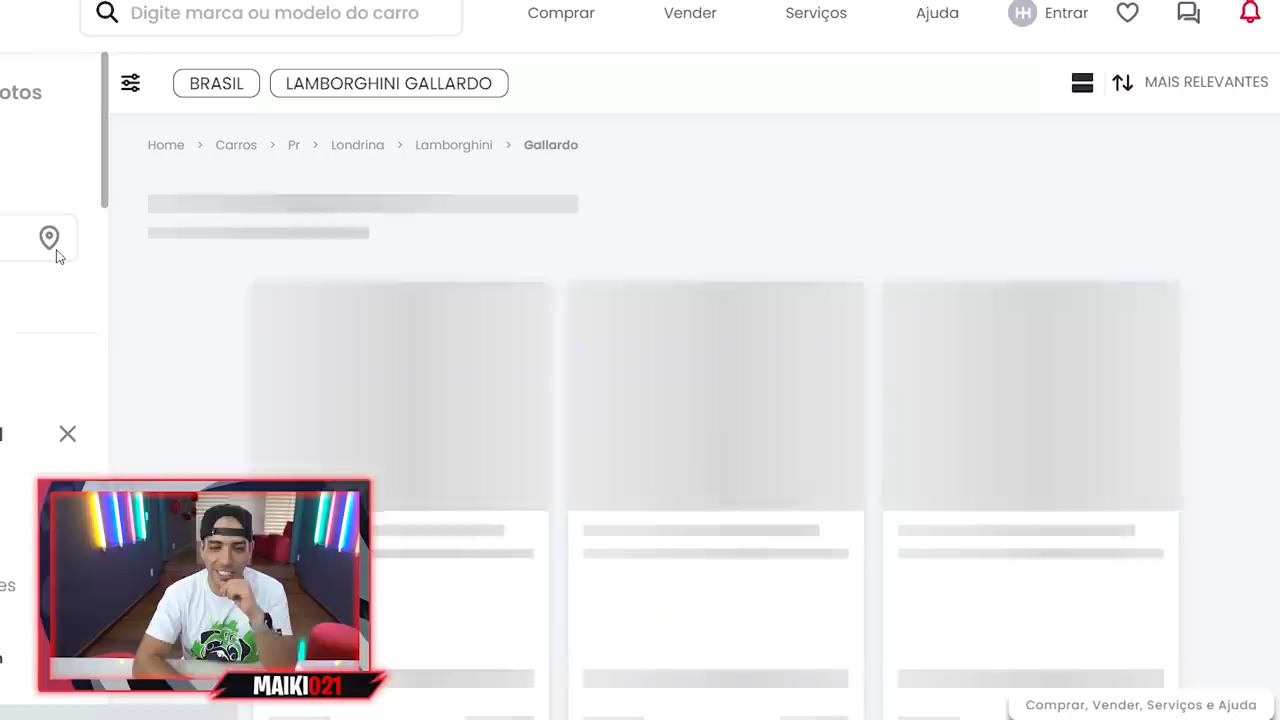 Digite marca ou modelo do carro
Comprar
Vender
Serviços
Ajuda
HH
Entrar
otos
BRASIL
LAMBORGHINI GALLARDO
MAIS RELEVANTES
Home > Carros > Pr > Londrina > Lamborghini > Gallardo
es
MAIKI021
Comprar, Vender, Serviços e Ajuda